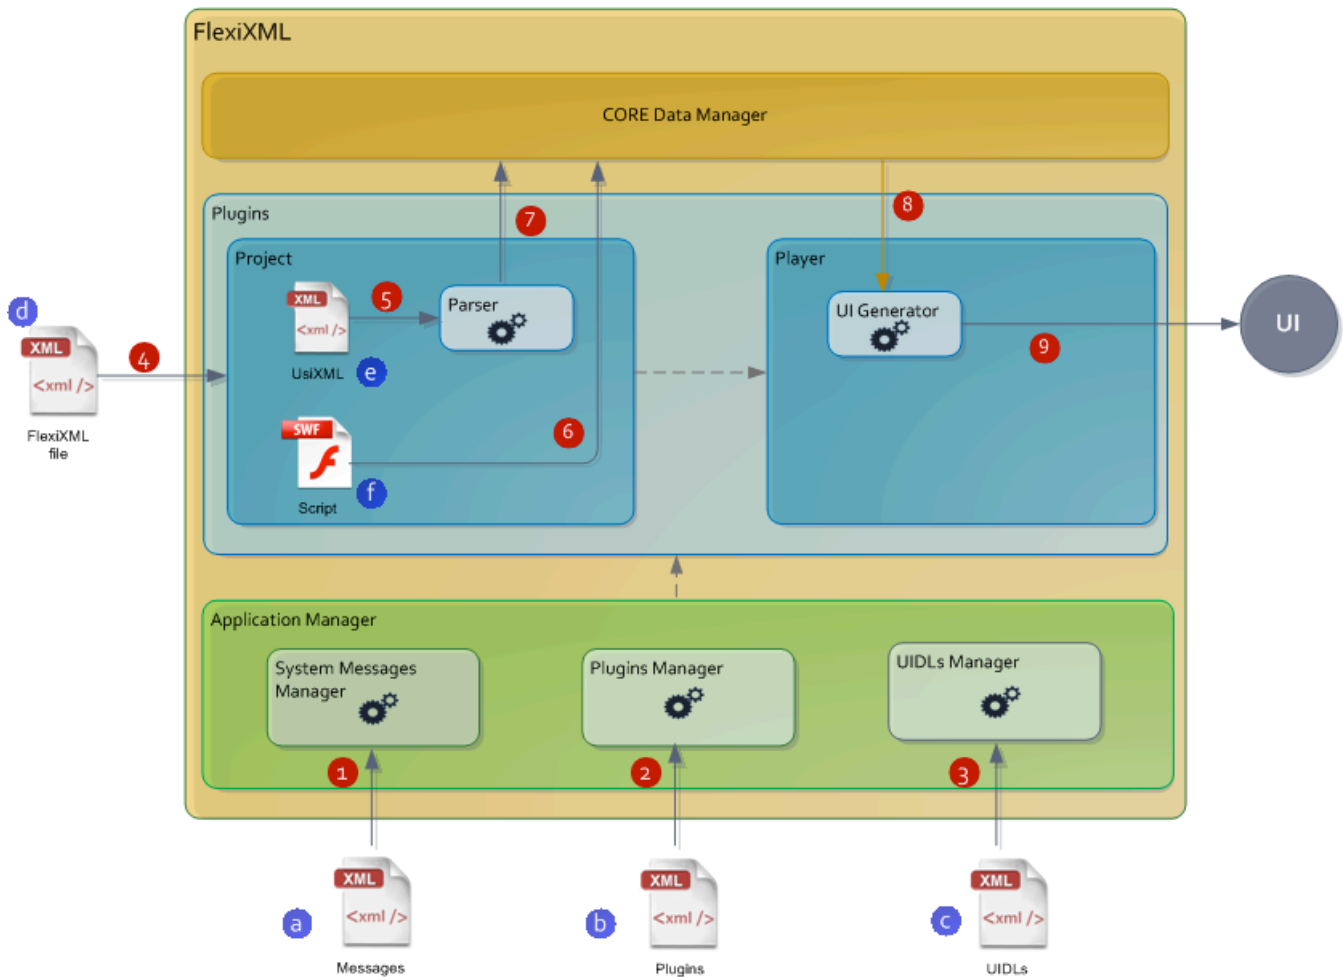 FlexiXML
CORE Data Manager
8
7
Plugins
Project
Player
XML
<xml />
UsiXML
5
Parser
UI Generator
UI
9
d
XML
<xml />
FlexiXML
file
4
e
6
SWF
Script
f
Application Manager
System Messages
Manager
Plugins Manager
UIDLs Manager
1
2
3
a
XML
<xml />
Messages
b
XML
<xml />
Plugins
c
XML
<xml />
UIDLs